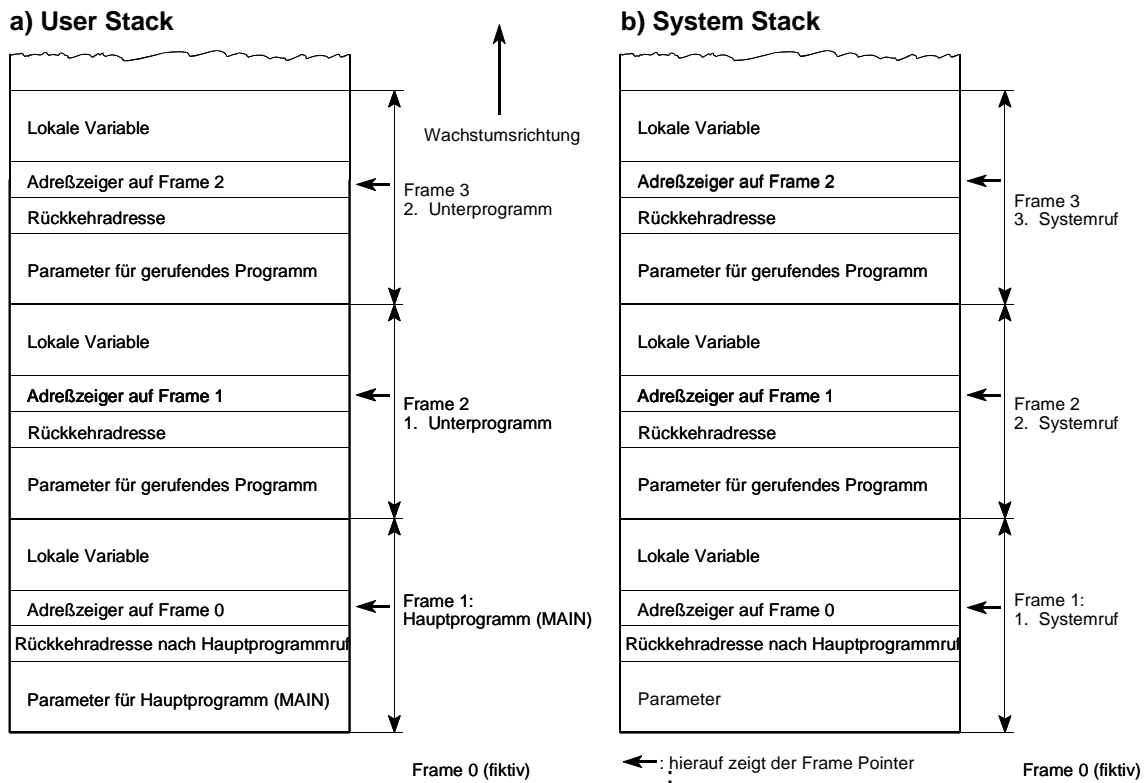 a) User Stack
Wachstumsrichtung
Lokale Variable
Adreßzeiger auf Frame 2
Rückkehradresse
Parameter für gerufendes Programm
Frame 3
2. Unterprogramm
Lokale Variable
Adreßzeiger auf Frame 1
Rückkehradresse
Parameter für gerufendes Programm
Frame 2
1. Unterprogramm
Lokale Variable
Adreßzeiger auf Frame 0
Rückkehradresse nach Hauptprogrammruf
Parameter für Hauptprogramm (MAIN)
Frame 1:
Hauptprogramm (MAIN)
Frame 0 (fiktiv)
b) System Stack
Lokale Variable
Adreßzeiger auf Frame 2
Rückkehradresse
Parameter für gerufendes Programm
Frame 3
3. Systemruf
Lokale Variable
Adreßzeiger auf Frame 1
Rückkehradresse
Parameter für gerufendes Programm
Frame 2
2. Systemruf
Lokale Variable
Adreßzeiger auf Frame 0
Rückkehradresse nach Hauptprogrammruf
Parameter
Frame 1:
1. Systemruf
: hierauf zeigt der Frame Pointer
Frame 0 (fiktiv)